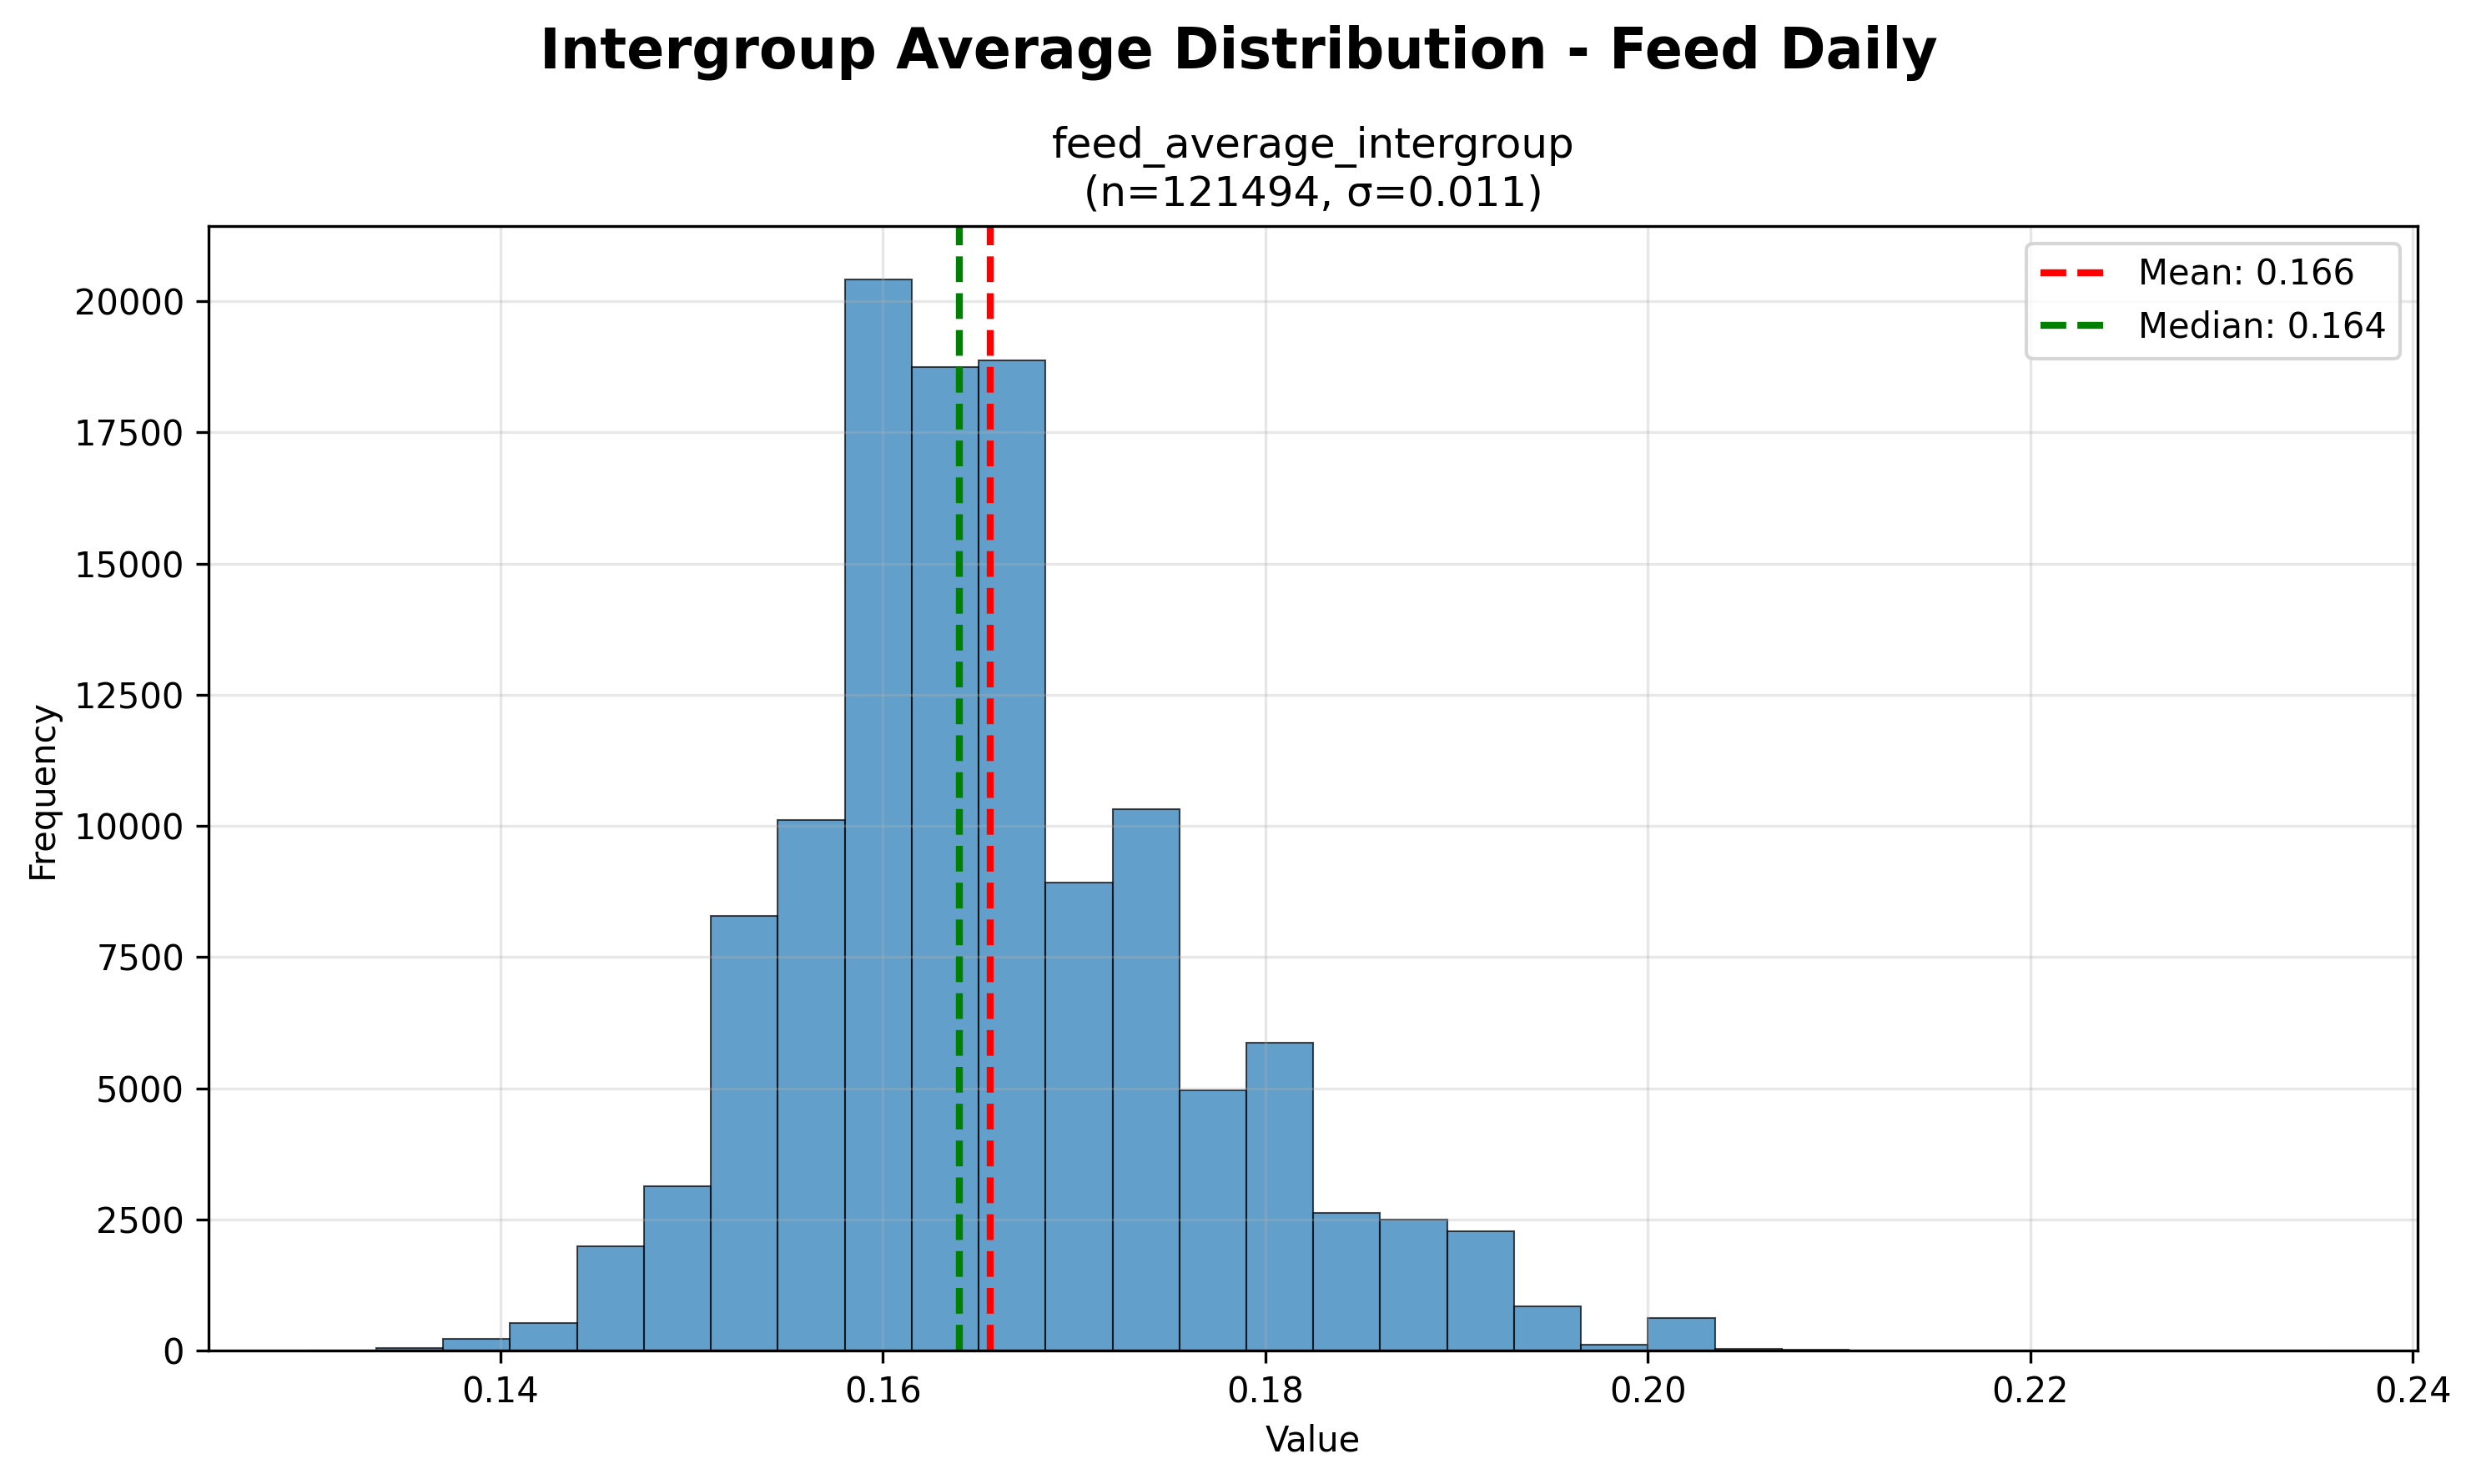 Intergroup Average Distribution - Feed Daily
feed_average_intergroup
(n=121494, σ=0.011)
Mean: 0.166
Median: 0.164
Frequency
20000
17500
15000
12500
10000
7500
5000
2500
0
0.14
0.16
0.18
0.20
0.22
0.24
Value